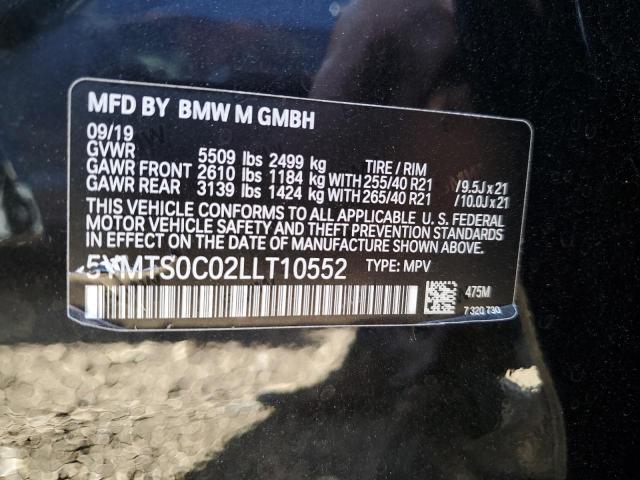 MFD BY BMW M GMBH
09/19
GVWR 5509 lbs 2499 kg TIRE / RIM
GAWR FRONT 2610 lbs 1184 kg WITH 255/40 R21 /9.5J x 21
GAWR REAR 3139 lbs 1424 kg WITH 265/40 R21 /10.0J x 21
THIS VEHICLE CONFORMS TO ALL APPLICABLE U. S. FEDERAL
MOTOR VEHICLE SAFETY, BUMPER, AND THEFT PREVENTION
STANDARDS IN EFFECT ON THE DATE OF MANUFACTURE SHOWN ABOVE.
5YMTS0C02LLT10552 TYPE: MPV
475M
7 320 730